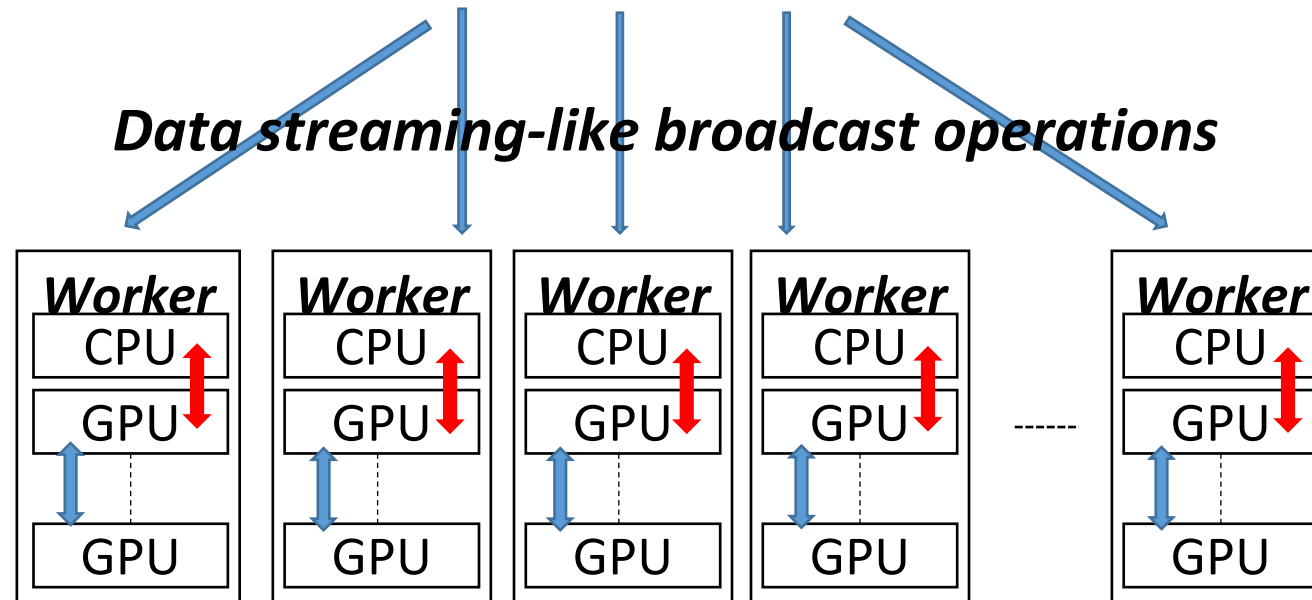 Data streaming-like broadcast operations
Worker Worker Worker Worker Worker
CPU CPU CPU CPU CPU
GPU GPU GPU GPU GPU
GPU GPU GPU GPU GPU